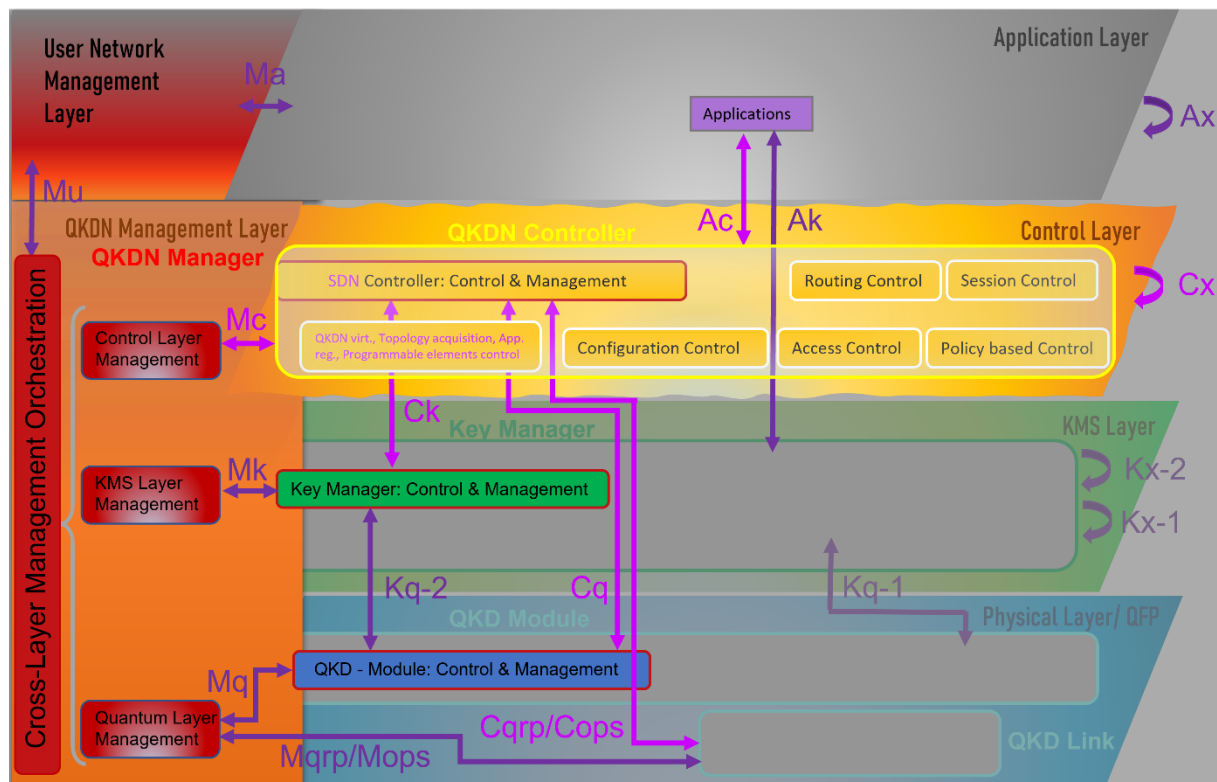 User Network
Management
Layer
Ma
Application Layer
Applications
Ax
Mu
Ac
Ak
QKDN Management Layer
QKDN Manager
QKDN Controller
Control Layer
SDN Controller: Control & Management
Routing Control
Session Control
Cx
Cross-Layer Management Orchestration
Control Layer
Management
Mc
QKDN virt., Topology acquisition, App.
reg., Programmable elements control
Configuration Control
Access Control
Policy based Control
Ck
Key Manager
KMS Layer
KMS Layer
Management
Mk
Key Manager: Control & Management
Kx-2
Kx-1
Kq-2
Cq
Kq-1
QKD Module
Physical Layer/ QFP
Mq
QKD - Module: Control & Management
Quantum Layer
Management
Cqrp/Cops
Mqrp/Mops
QKD Link